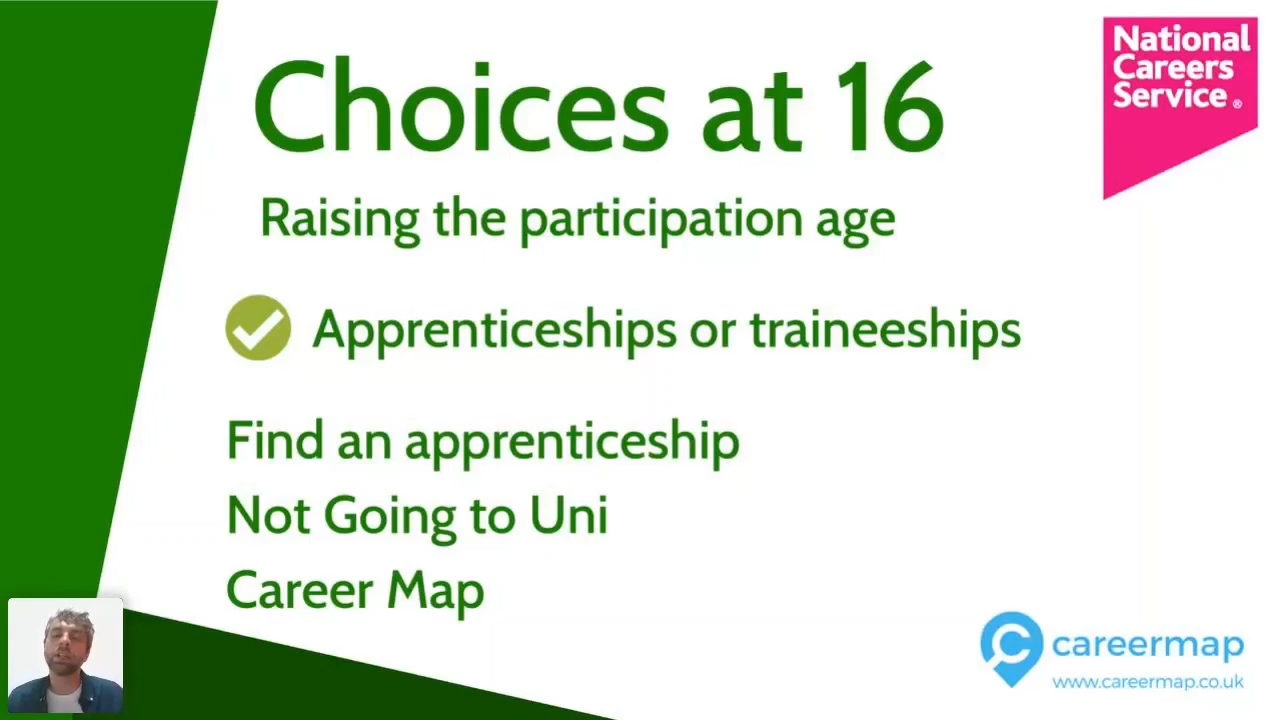 Choices at 16
National
Careers
Service ®
Raising the participation age
Apprenticeships or traineeships
Find an apprenticeship
Not Going to Uni
Career Map
careermap
www.careermap.co.uk